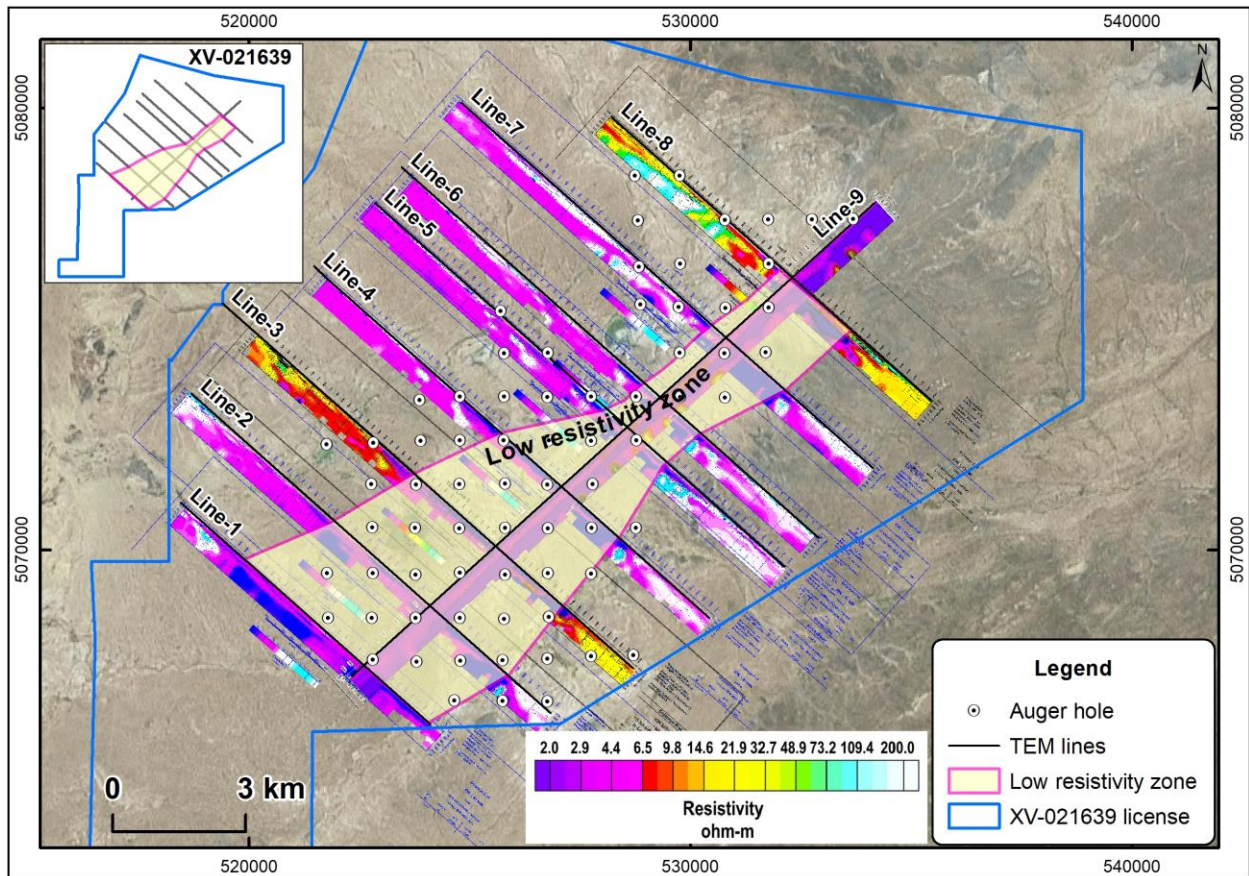 520000
530000
540000
XV-021639
N
5080000
5080000
Line-7
Line-8
Line-6
Line-9
Line-5
Line-4
Line-3
Low resistivity zone
Line-2
Line-1
5070000
5070000
0 3 km
2.0 2.9 4.4 6.5 9.8 14.6 21.9 32.7 48.9 73.2 109.4 200.0
Resistivity
ohm-m
Legend
Auger hole
TEM lines
Low resistivity zone
XV-021639 license
520000
530000
540000